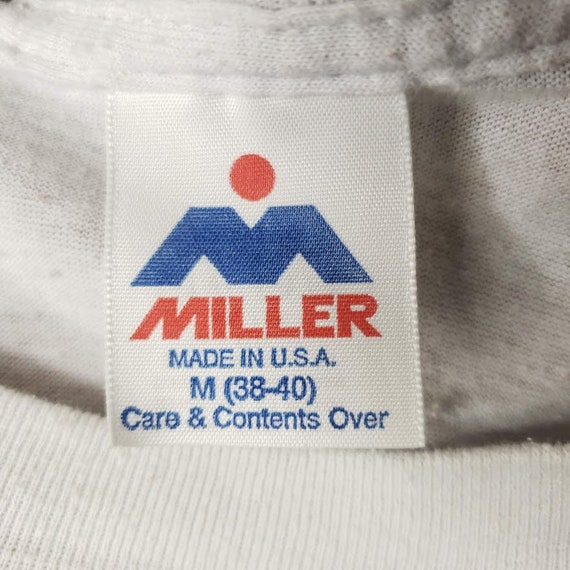 MILLER
MADE IN U.S.A.
M (38-40)
Care & Contents Over